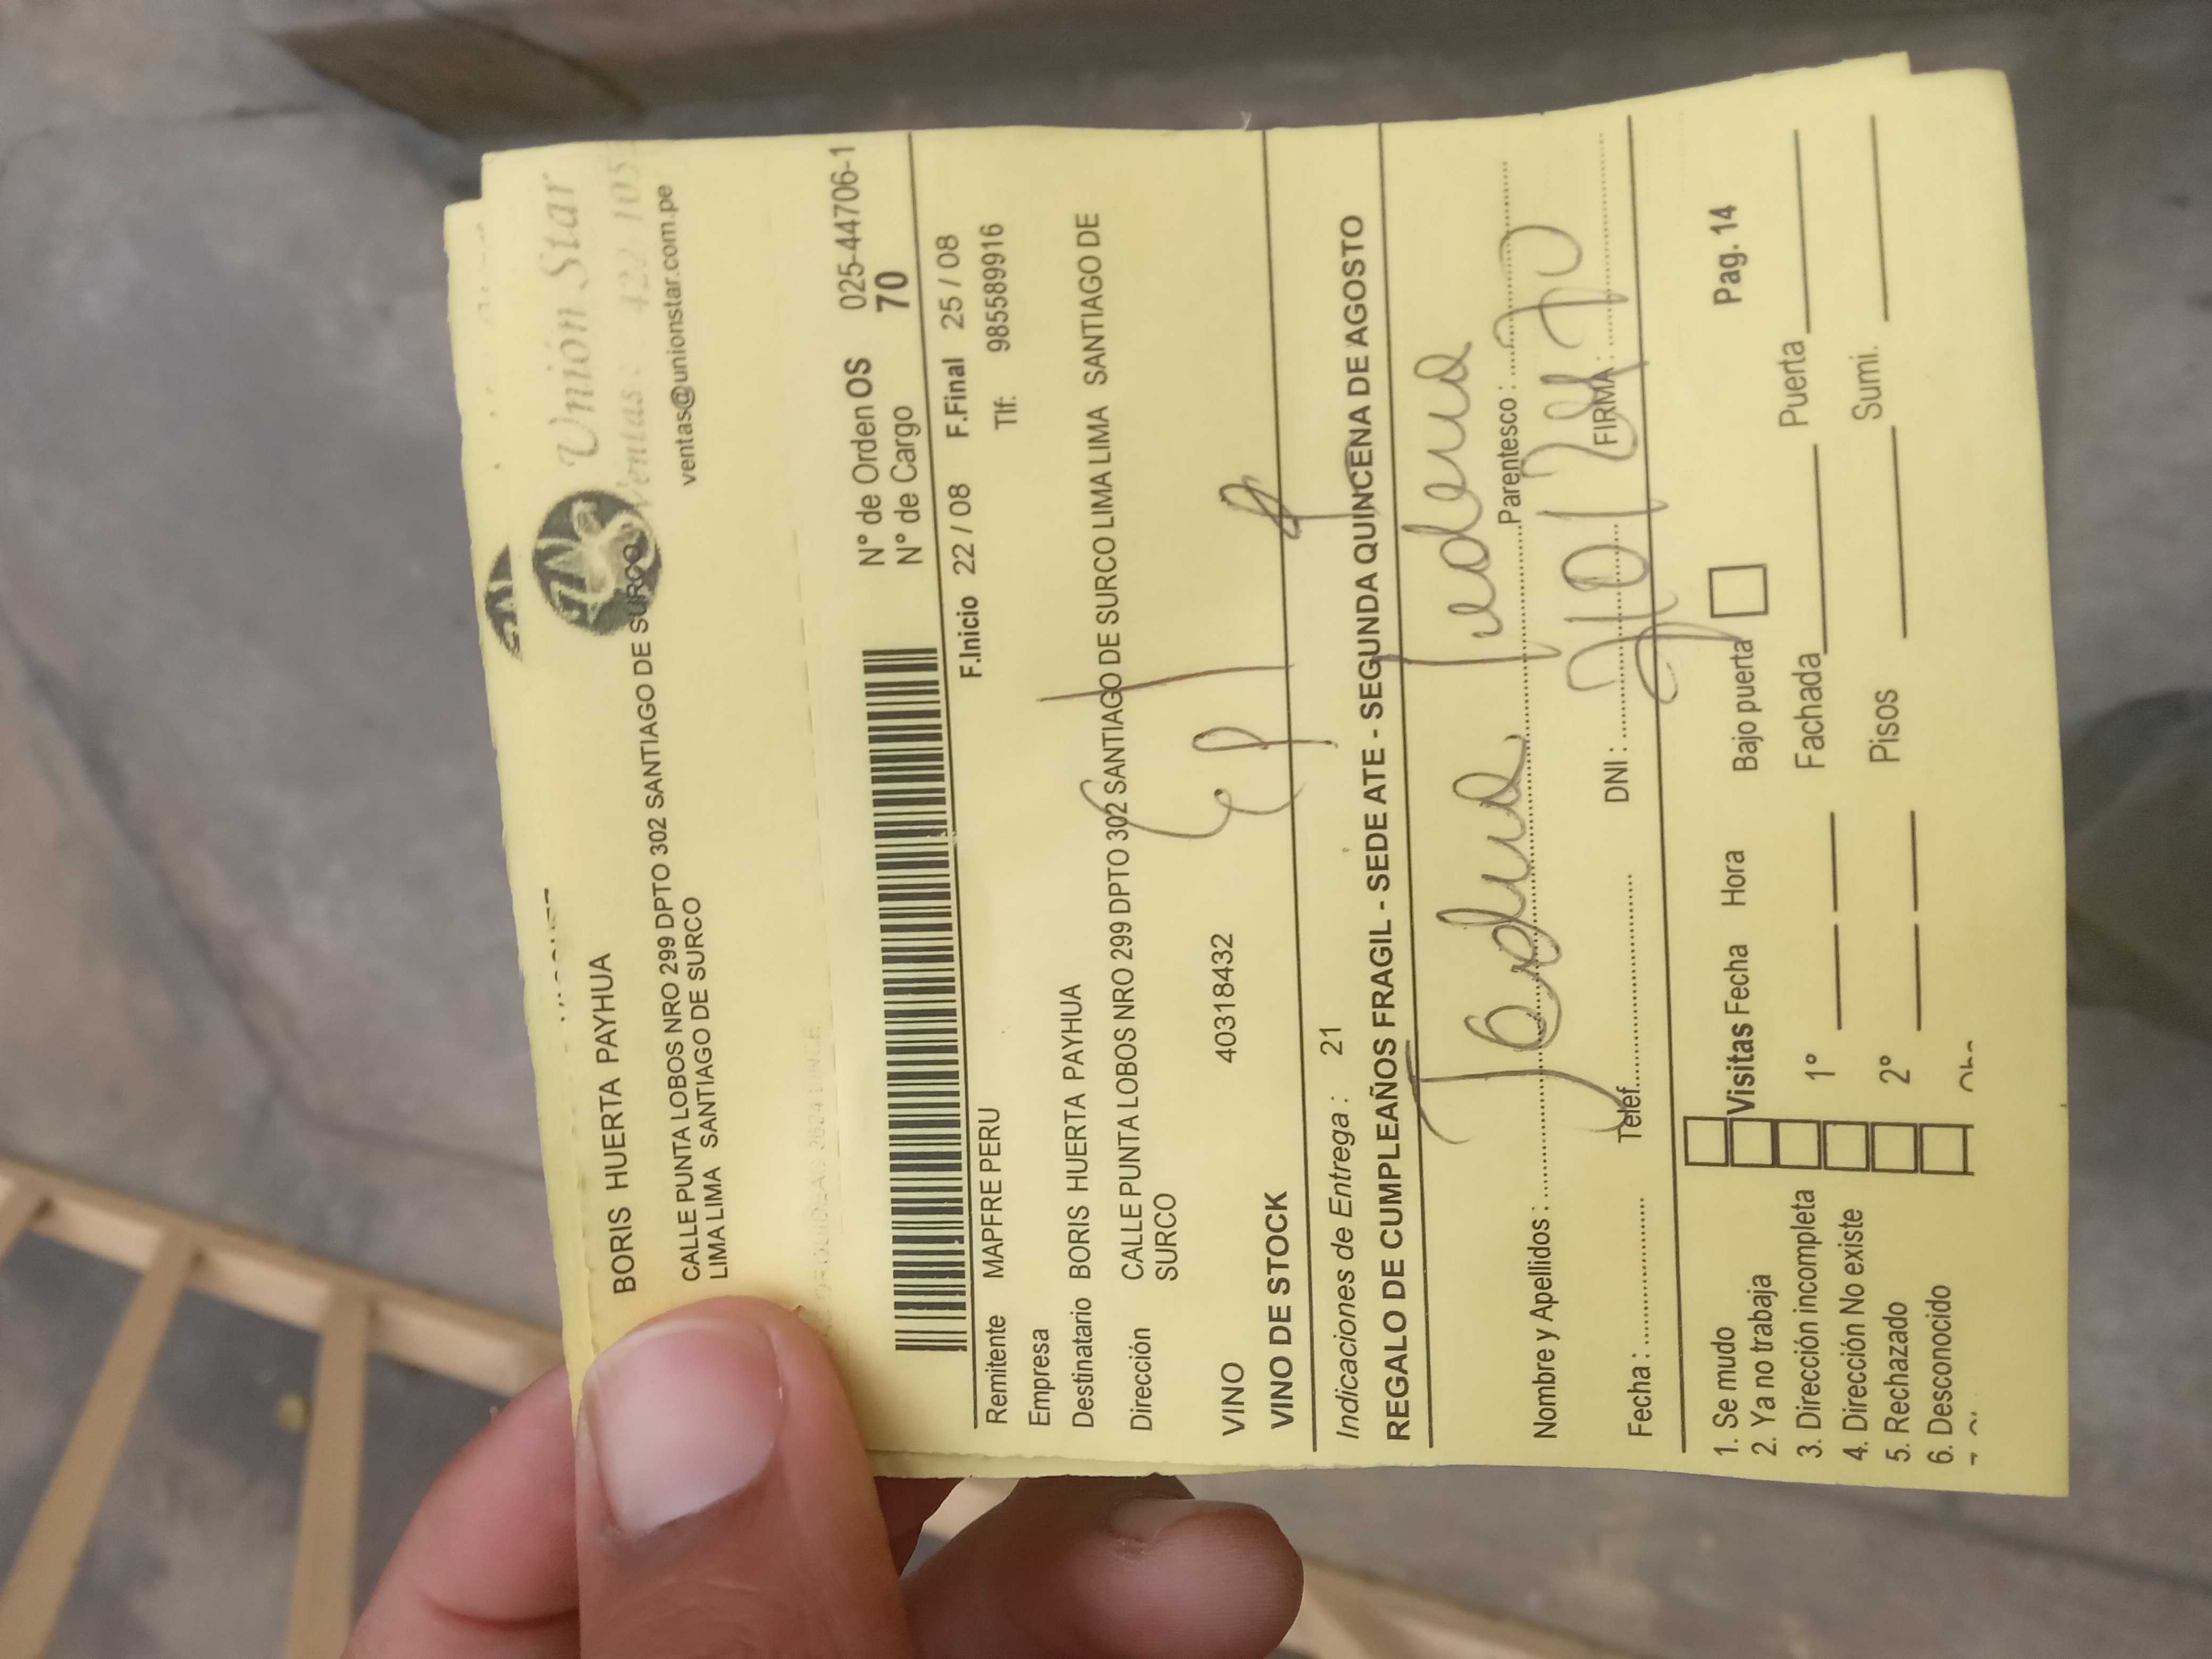 Unión Star
Ventas: 422 105
ventas@unionstar.com.pe
BORIS HUERTA PAYHUA
CALLE PUNTA LOBOS NRO 299 DPTO 302 SANTIAGO DE SURCO
LIMA LIMA SANTIAGO DE SURCO
N° de Orden OS 025-44706-1
N° de Cargo 70
F.Inicio 22 / 08 F.Final 25 / 08
Remitente MAPFRE PERU Tlf: 985589916
Empresa
Destinatario BORIS HUERTA PAYHUA
Dirección CALLE PUNTA LOBOS NRO 299 DPTO 302 SANTIAGO DE SURCO LIMA LIMA SANTIAGO DE
SURCO
VINO 403184432
VINO DE STOCK
Indicaciones de Entrega : 21
REGALO DE CUMPLEAÑOS FRAGIL - SEDE ATE - SEGUNDA QUINCENA DE AGOSTO
Nombre y Apellidos : Parentesco :
Fecha : Telef. DNI : FIRMA :
1. Se mudo
2. Ya no trabaja
3. Dirección incompleta
4. Dirección No existe
5. Rechazado
6. Desconocido
Visitas Fecha Hora Bajo puerta Pag. 14
1° Fachada Puerta
2° Pisos Sumi.